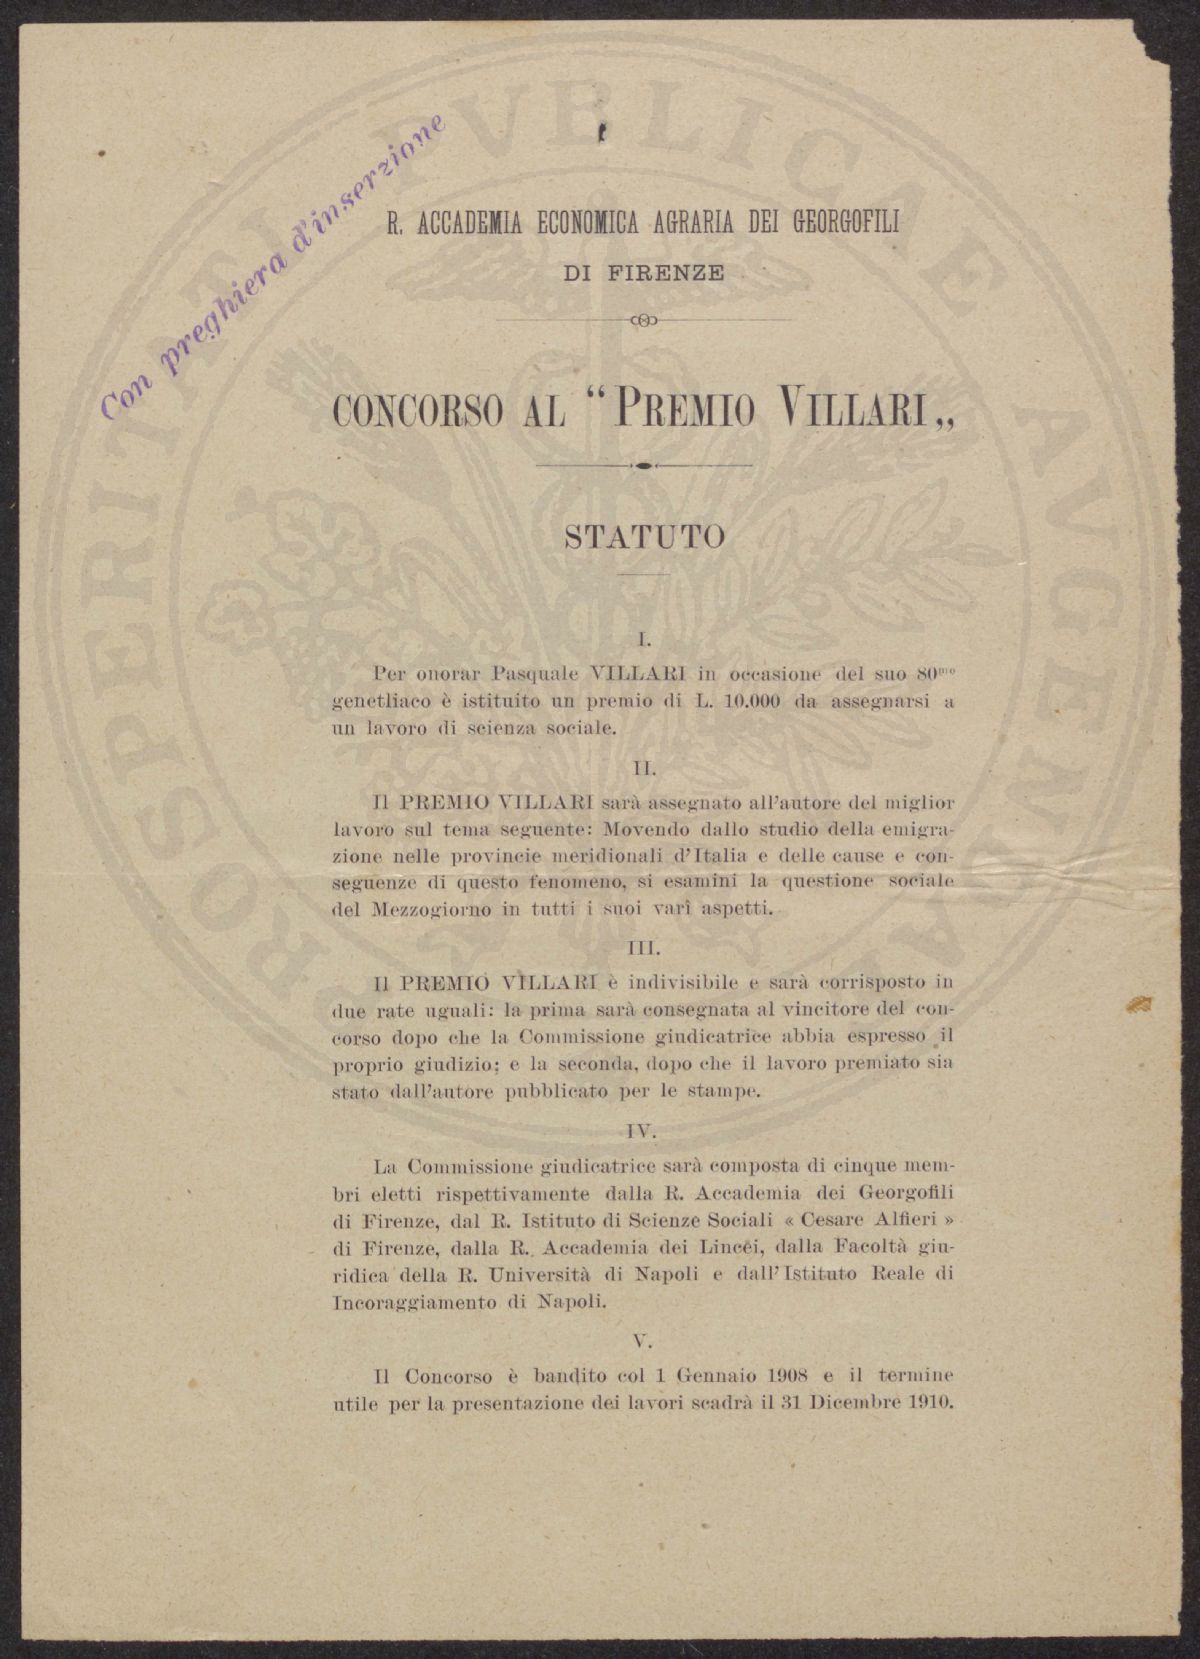 Con preghiera d'inserzione
R. ACCADEMIA ECONOMICA AGRARIA DEI GEORGOFILI
DI FIRENZE
CONCORSO AL “PREMIO VILLARI„
STATUTO
I.
Per onorar Pasquale VILLARI in occasione del suo 80mo
genetliaco è istituito un premio di L. 10.000 da assegnarsi a
un lavoro di scienza sociale.
II.
Il PREMIO VILLARI sarà assegnato all'autore del miglior
lavoro sul tema seguente: Movendo dallo studio della emigra-
zione nelle provincie meridionali d'Italia e delle cause e con-
seguenze di questo fenomeno, si esamini la questione sociale
del Mezzogiorno in tutti i suoi varî aspetti.
III.
Il PREMIO VILLARI è indivisibile e sarà corrisposto in
due rate uguali: la prima sarà consegnata al vincitore del con-
corso dopo che la Commissione giudicatrice abbia espresso il
proprio giudizio; e la seconda, dopo che il lavoro premiato sia
stato dall'autore pubblicato per le stampe.
IV.
La Commissione giudicatrice sarà composta di cinque mem-
bri eletti rispettivamente dalla R. Accademia dei Georgofili
di Firenze, dal R. Istituto di Scienze Sociali « Cesare Alfieri »
di Firenze, dalla R. Accademia dei Lincei, dalla Facoltà giu-
ridica della R. Università di Napoli e dall'Istituto Reale di
Incoraggiamento di Napoli.
V.
Il Concorso è bandito col 1 Gennaio 1908 e il termine
utile per la presentazione dei lavori scadrà il 31 Dicembre 1910.
PROSPERITATI PVBLICAE AVGENDAE